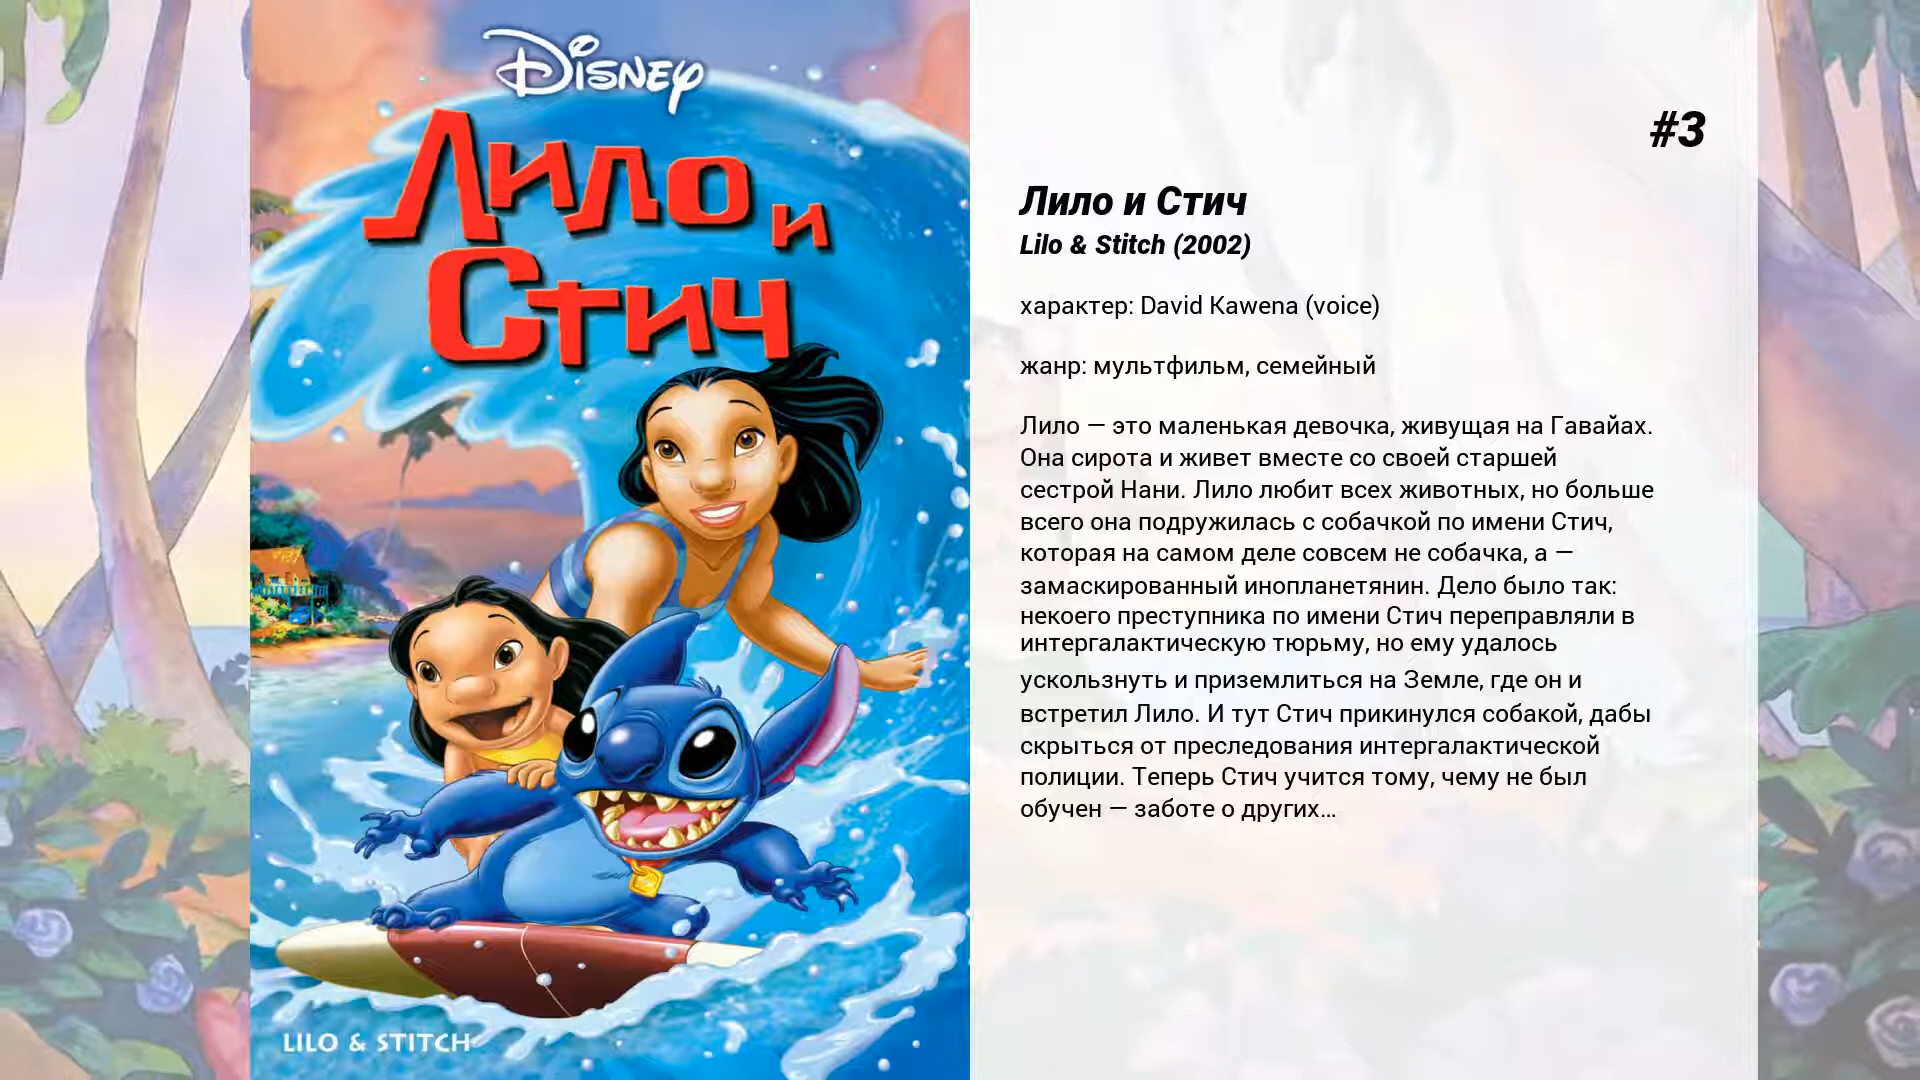 Disney
Лило и
Стич
LILO & STITCH
#3
Лило и Стич
Lilo & Stitch (2002)
характер: David Kawena (voice)
жанр: мультфильм, семейный
Лило — это маленькая девочка, живущая на Гавайах.
Она сирота и живет вместе со своей старшей
сестрой Нани. Лило любит всех животных, но больше
всего она подружилась с собачкой по имени Стич,
которая на самом деле совсем не собачка, а —
замаскированный инопланетянин. Дело было так:
некоего преступника по имени Стич переправляли в
интергалактическую тюрьму, но ему удалось
ускользнуть и приземлиться на Земле, где он и
встретил Лило. И тут Стич прикинулся собакой, дабы
скрыться от преследования интергалактической
полиции. Теперь Стич учится тому, чему не был
обучен — заботе о других…